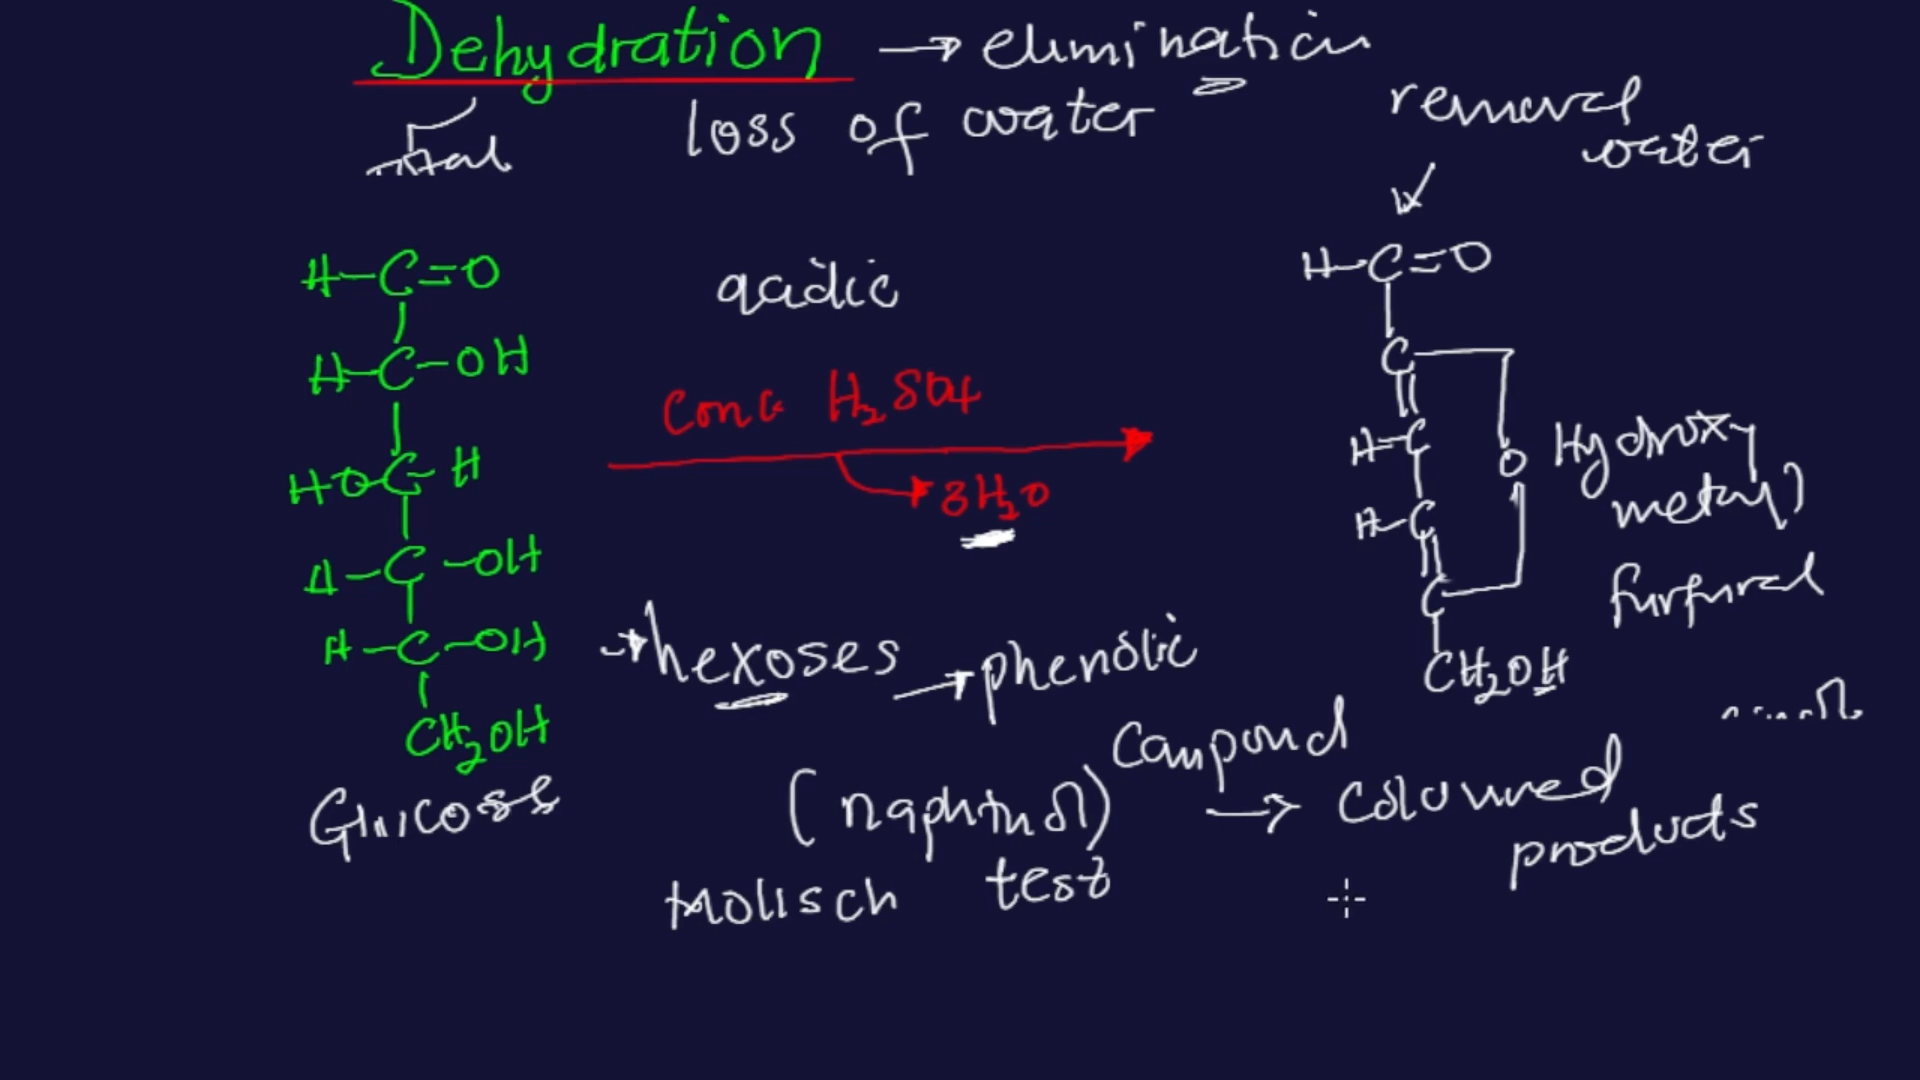 Dehydration → elimination
loss of water
removal
water
H-C=O
H-C-OH
HO-C-H
H-C-OH
H-C-OH
CH2OH
Glucose
acidic
Conc H2SO4
3H2O
H-C=O
C
H-C
H-C
C
O
CH2OH
Hydroxy
methyl
furfural
→ hexoses → phenolic
Compound
(naphthol) → Coloured
products
Molisch test